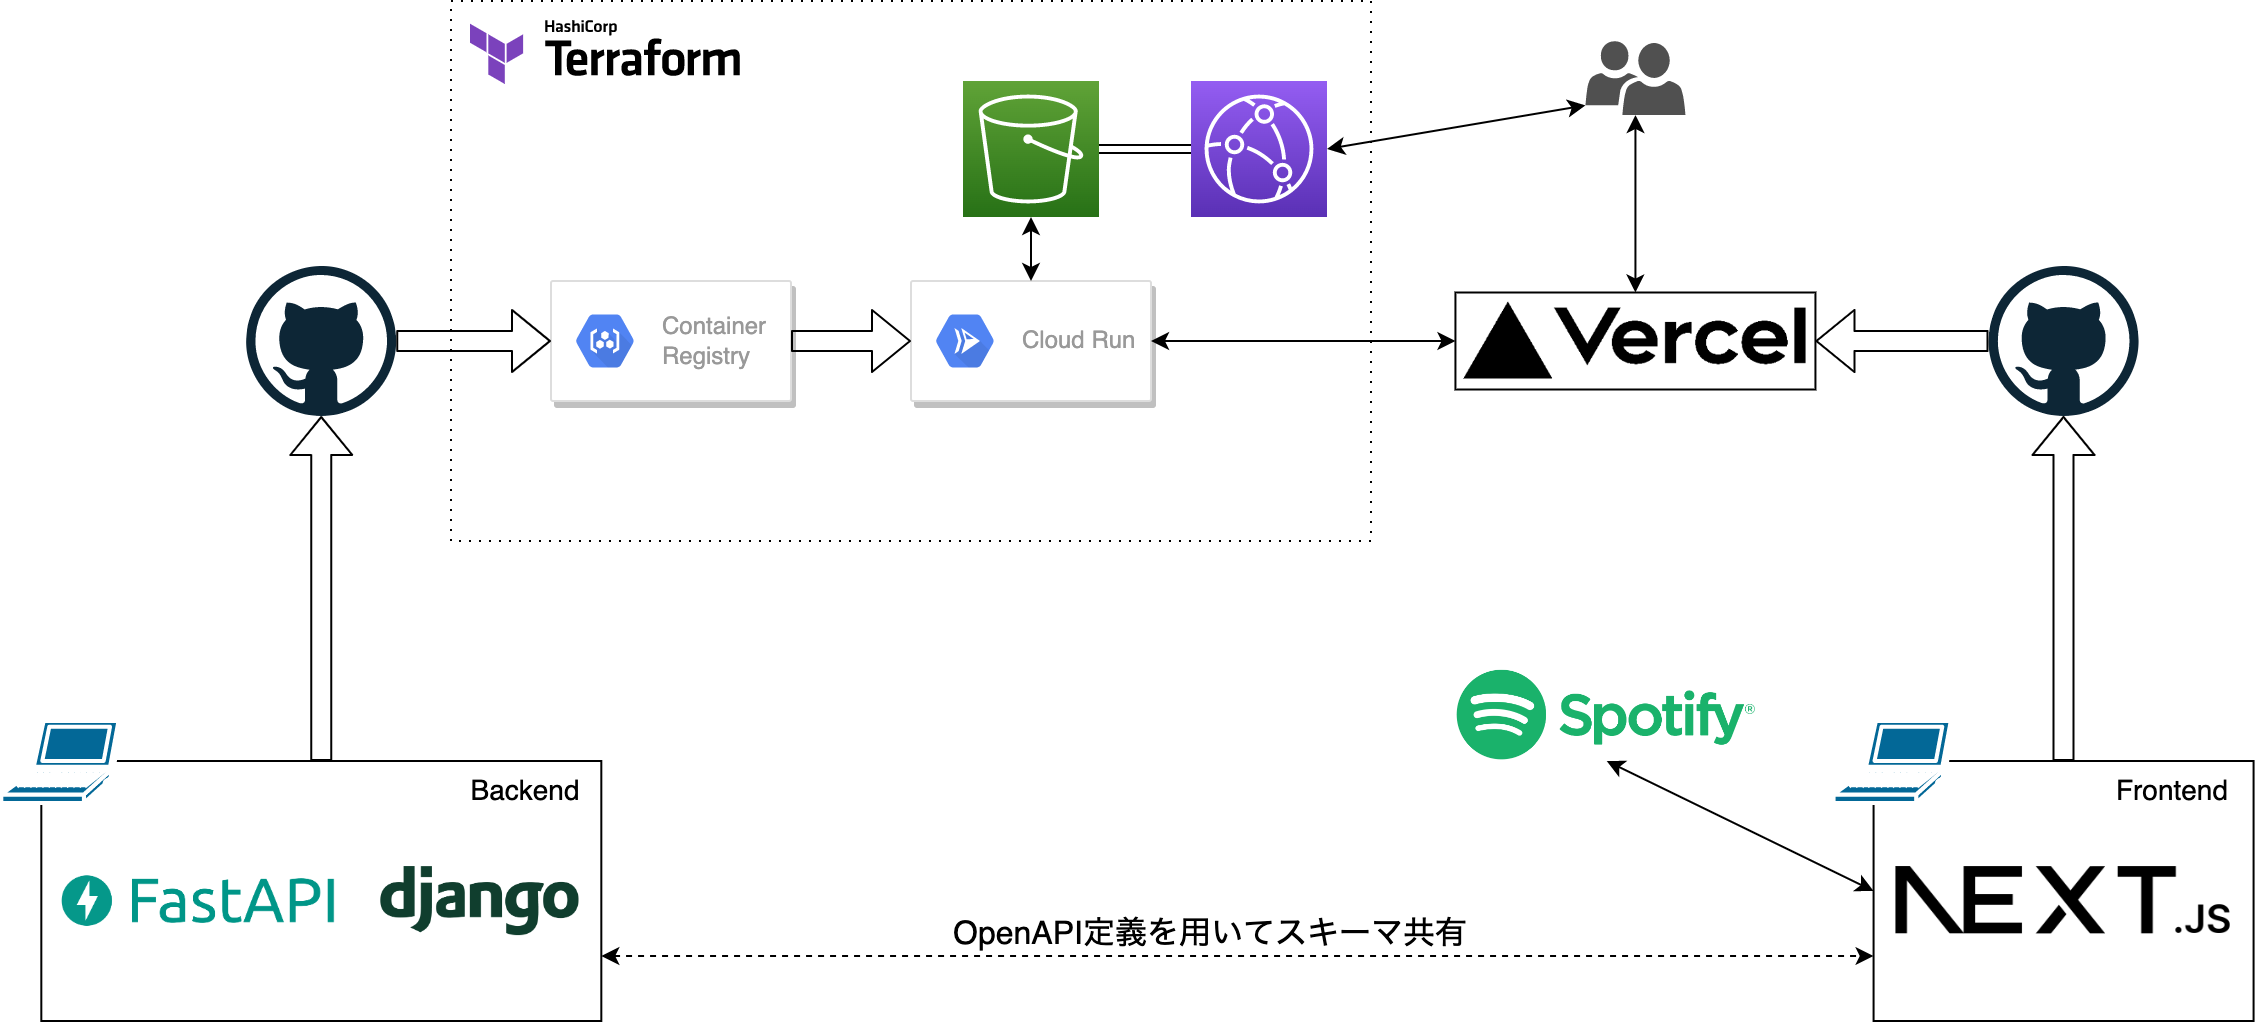 HashiCorp
Terraform
Container
Registry
Cloud Run
Vercel
Spotify®
Backend
Frontend
FastAPI
django
NEXT.JS
OpenAPI定義を用いてスキーマ共有